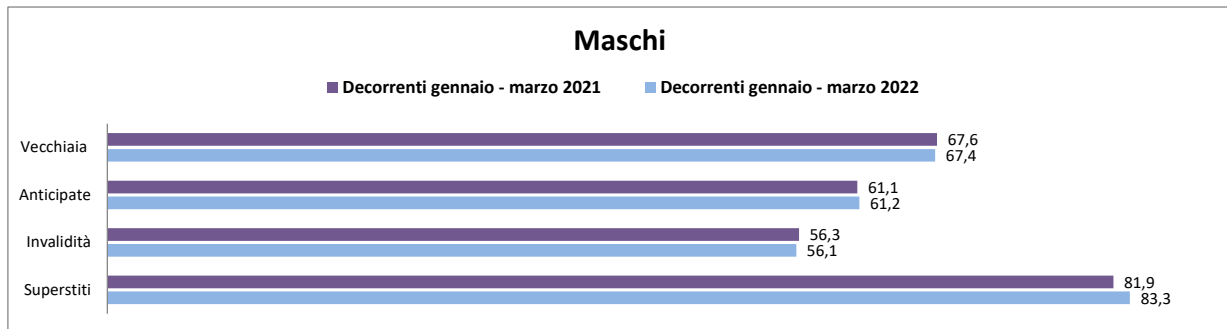 Maschi
Decorrenti gennaio - marzo 2021 Decorrenti gennaio - marzo 2022
Vecchiaia 67,6
67,4
Anticipate 61,1
61,2
Invalidità 56,3
56,1
Superstiti 81,9
83,3